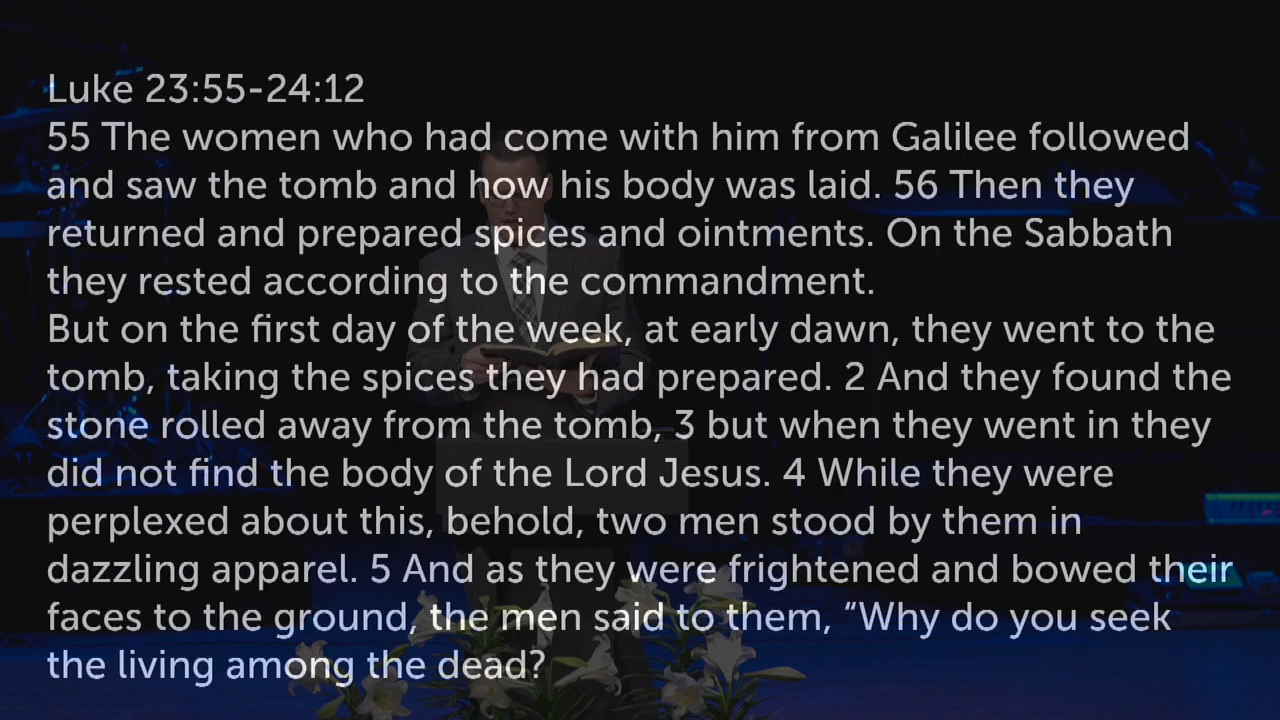 Luke 23:55-24:12
55 The women who had come with him from Galilee followed
and saw the tomb and how his body was laid. 56 Then they
returned and prepared spices and ointments. On the Sabbath
they rested according to the commandment.
But on the first day of the week, at early dawn, they went to the
tomb, taking the spices they had prepared. 2 And they found the
stone rolled away from the tomb, 3 but when they went in they
did not find the body of the Lord Jesus. 4 While they were
perplexed about this, behold, two men stood by them in
dazzling apparel. 5 And as they were frightened and bowed their
faces to the ground, the men said to them, “Why do you seek
the living among the dead?